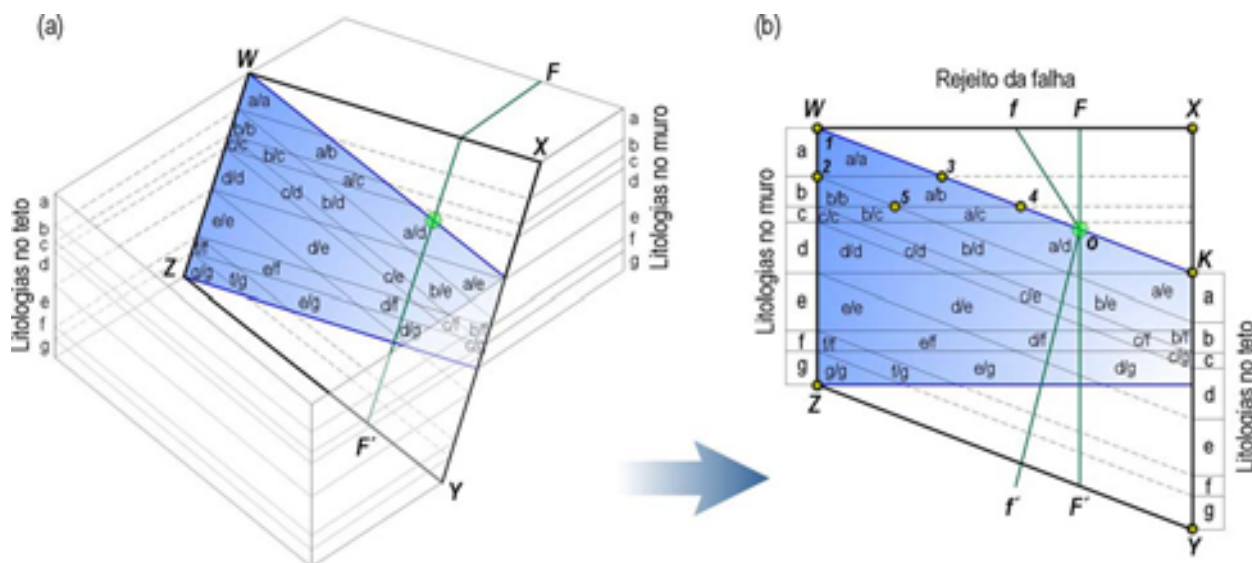 (a)
W
F
X
Z
Y
F´
Litologias no teto
a
b
c
d
e
f
g
Litologias no muro
a
b
c
d
e
f
g
a/a
b/b
c/c
b/c
a/b
a/c
d/d
c/d
b/d
a/d
e/e
d/e
c/e
b/e
a/e
f/f
e/f
d/f
c/f
b/f
g/g
f/g
e/g
d/g
(b)
Rejeito da falha
W
f
F
X
1
2
3
4
5
O
K
Z
f´
F´
Y
Litologias no muro
a
b
c
d
e
f
g
a/a
a/b
b/b
c/c
b/c
a/c
d/d
c/d
b/d
a/d
e/e
d/e
c/e
b/e
a/e
f/f
e/f
d/f
c/f
b/f
c/g
g/g
f/g
e/g
d/g
a
b
c
d
e
f
g
Litologias no teto